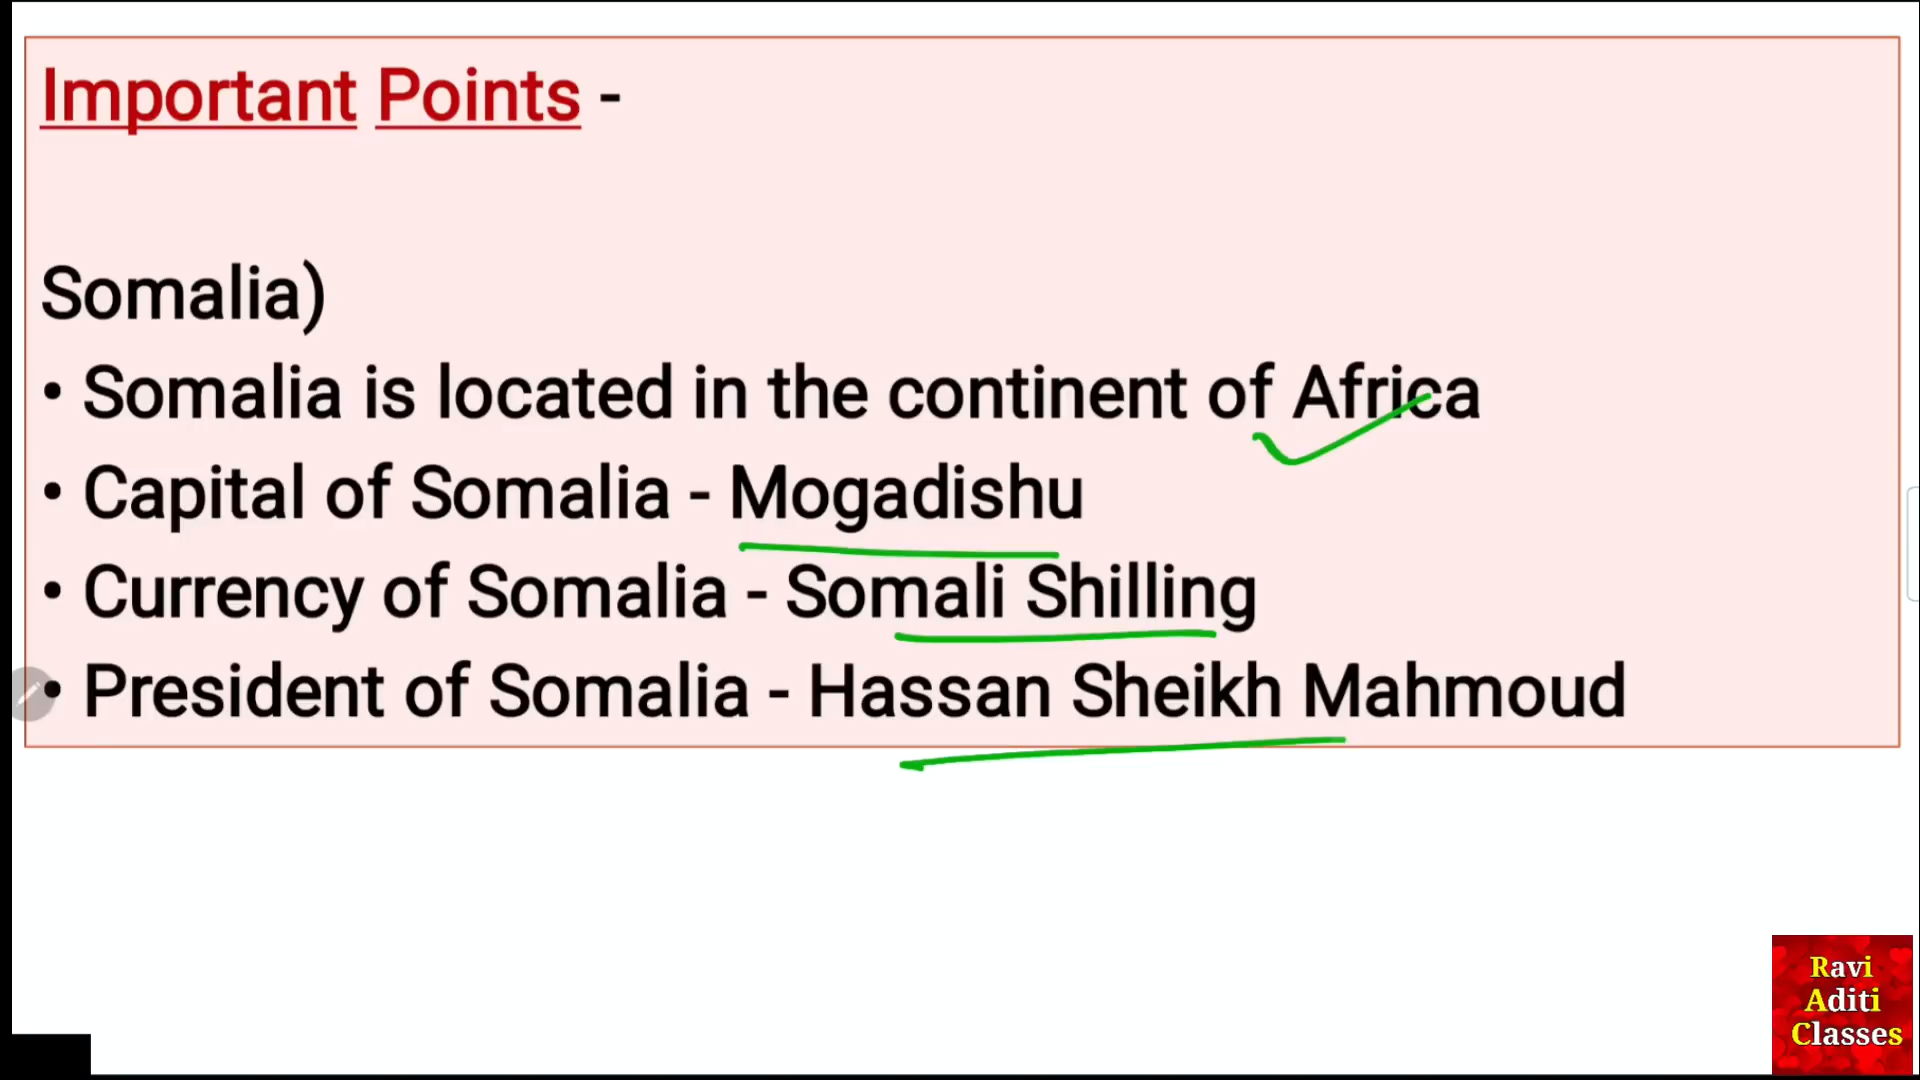 Important Points -
Somalia)
• Somalia is located in the continent of Africa
• Capital of Somalia - Mogadishu
• Currency of Somalia - Somali Shilling
• President of Somalia - Hassan Sheikh Mahmoud
Ravi
Aditi
Classes